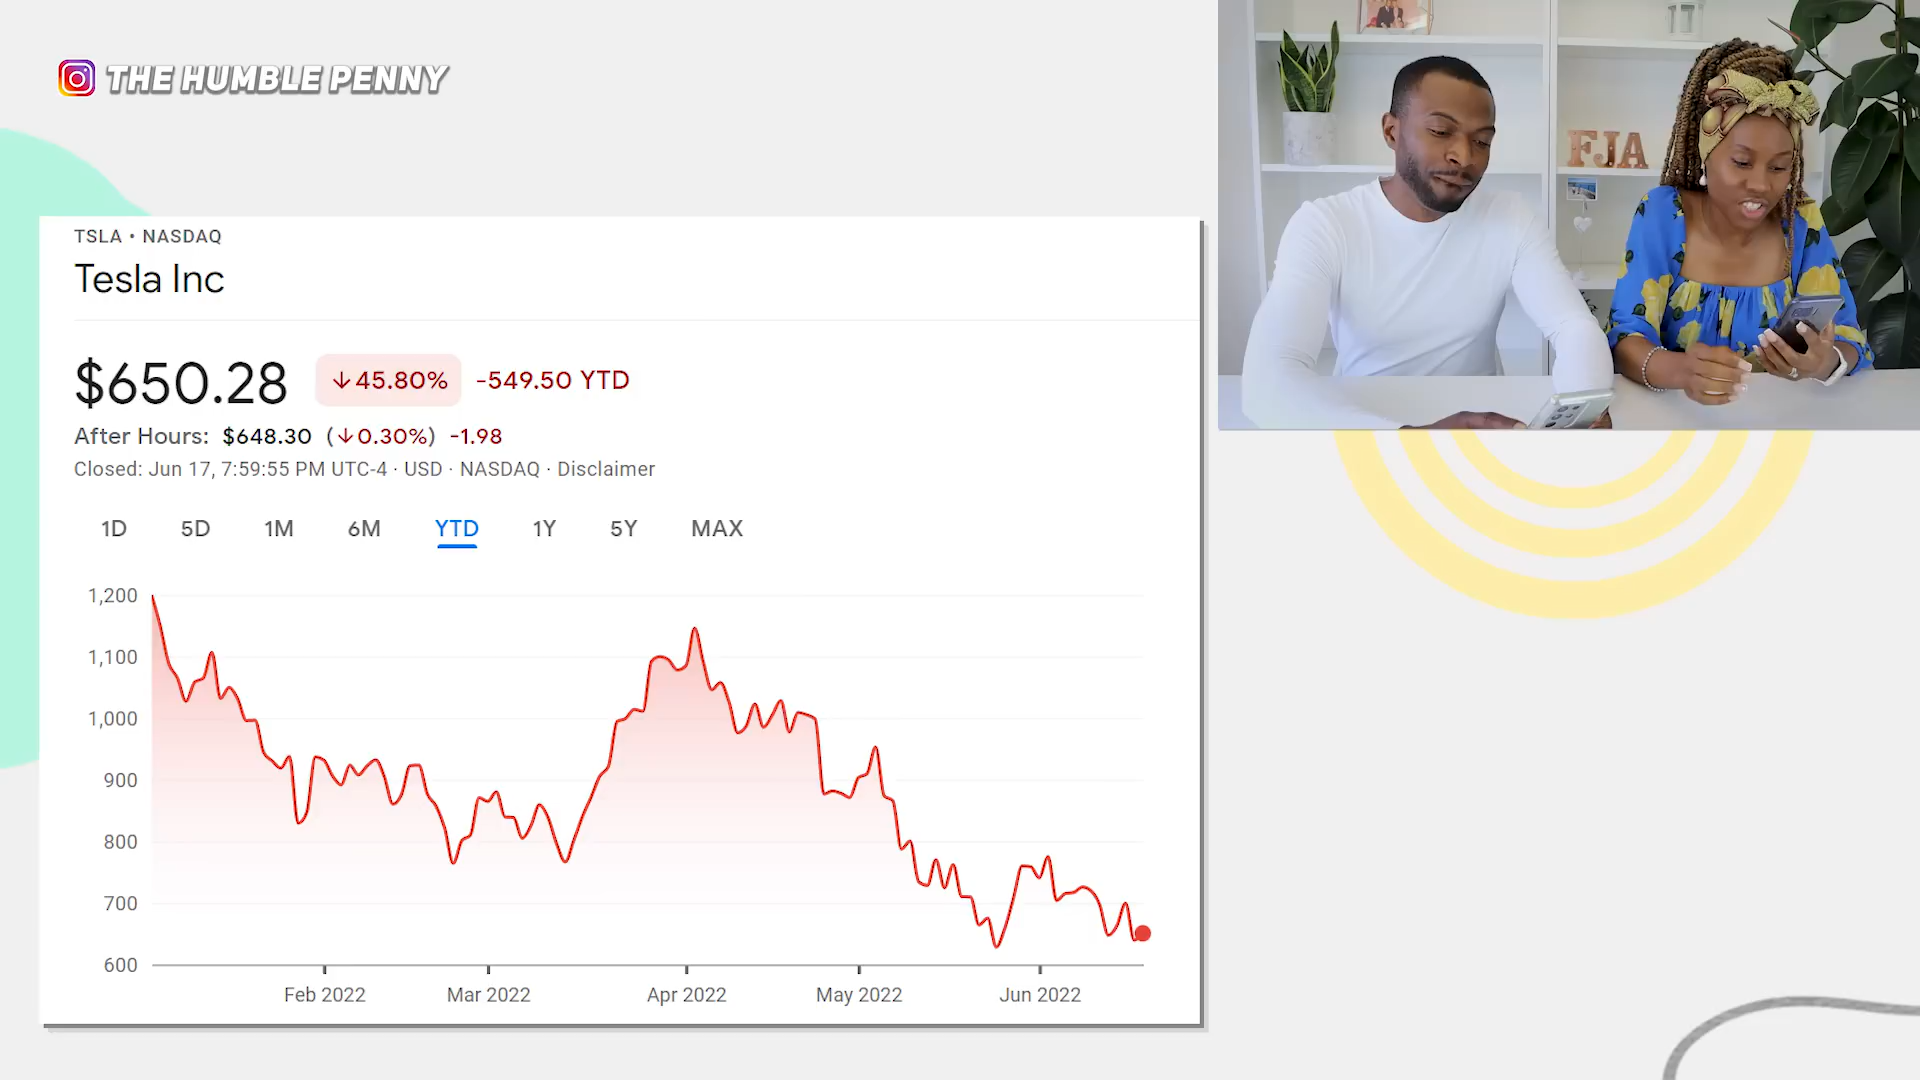 THE HUMBLE PENNY
FJA
TSLA • NASDAQ
Tesla Inc
$650.28 ↓45.80% -549.50 YTD
After Hours: $648.30 (↓0.30%) -1.98
Closed: Jun 17, 7:59:55 PM UTC-4 · USD · NASDAQ · Disclaimer
1D 5D 1M 6M YTD 1Y 5Y MAX
1,200
1,100
1,000
900
800
700
600
Feb 2022 Mar 2022 Apr 2022 May 2022 Jun 2022